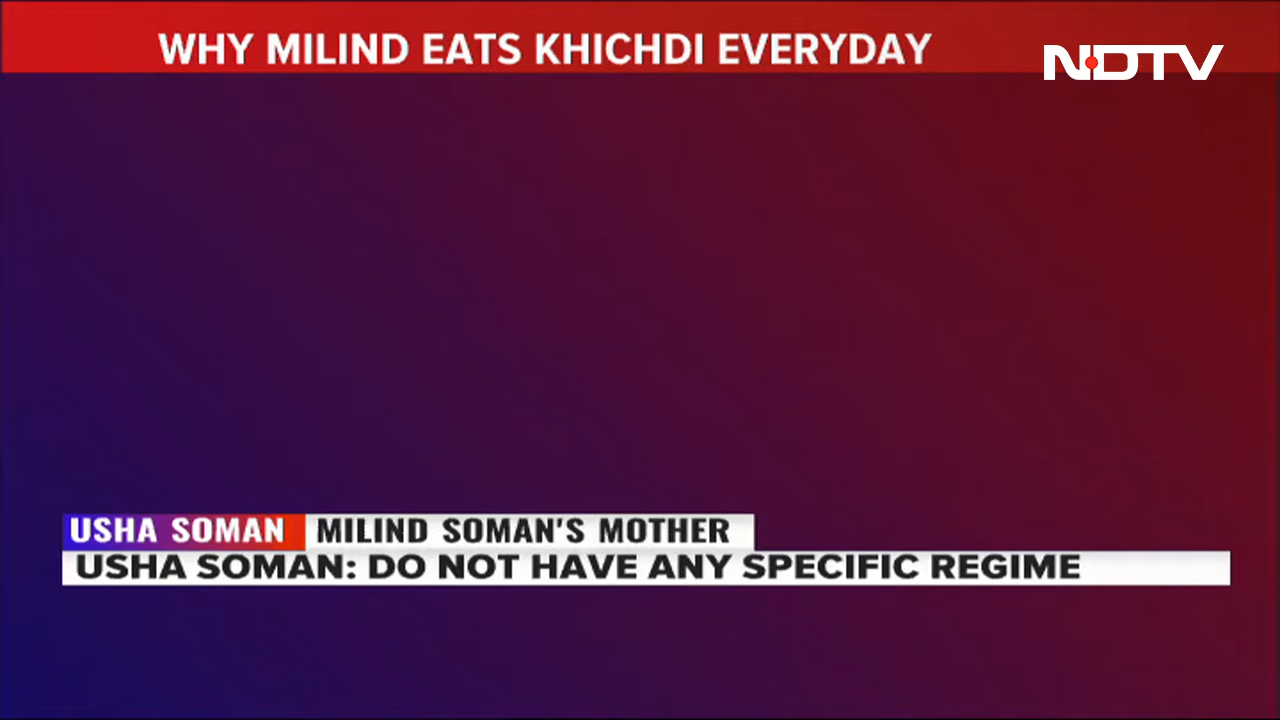 WHY MILIND EATS KHICHDI EVERYDAY
NDTV
USHA SOMAN MILIND SOMAN'S MOTHER
USHA SOMAN: DO NOT HAVE ANY SPECIFIC REGIME